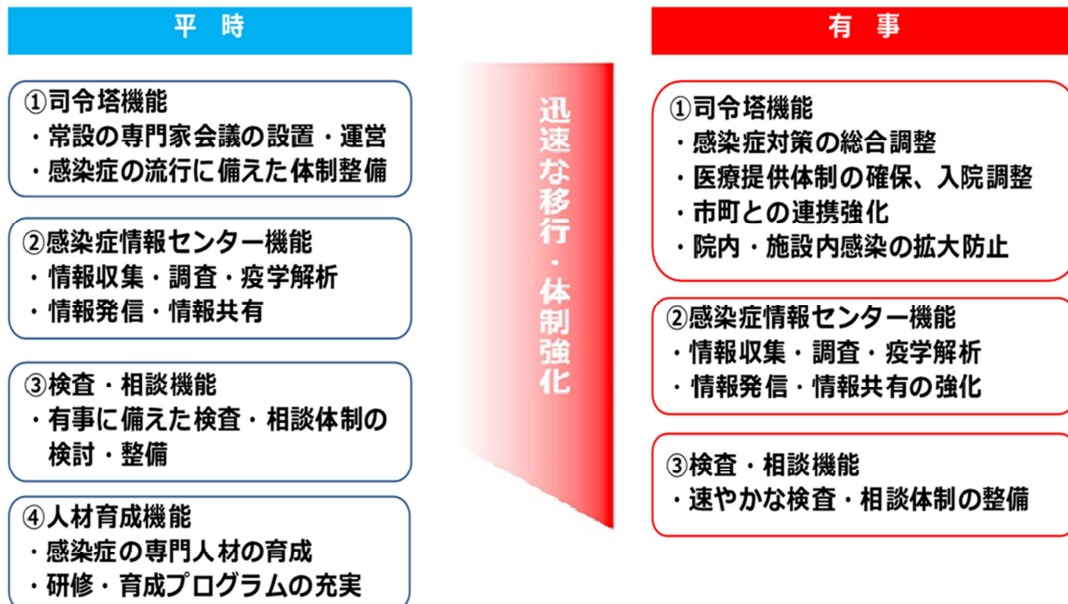 平 時
①司令塔機能
・常設の専門家会議の設置・運営
・感染症の流行に備えた体制整備
②感染症情報センター機能
・情報収集・調査・疫学解析
・情報発信・情報共有
③検査・相談機能
・有事に備えた検査・相談体制の
検討・整備
④人材育成機能
・感染症の専門人材の育成
・研修・育成プログラムの充実
迅速な移行・体制強化
有 事
①司令塔機能
・感染症対策の総合調整
・医療提供体制の確保、入院調整
・市町との連携強化
・院内・施設内感染の拡大防止
②感染症情報センター機能
・情報収集・調査・疫学解析
・情報発信・情報共有の強化
③検査・相談機能
・速やかな検査・相談体制の整備